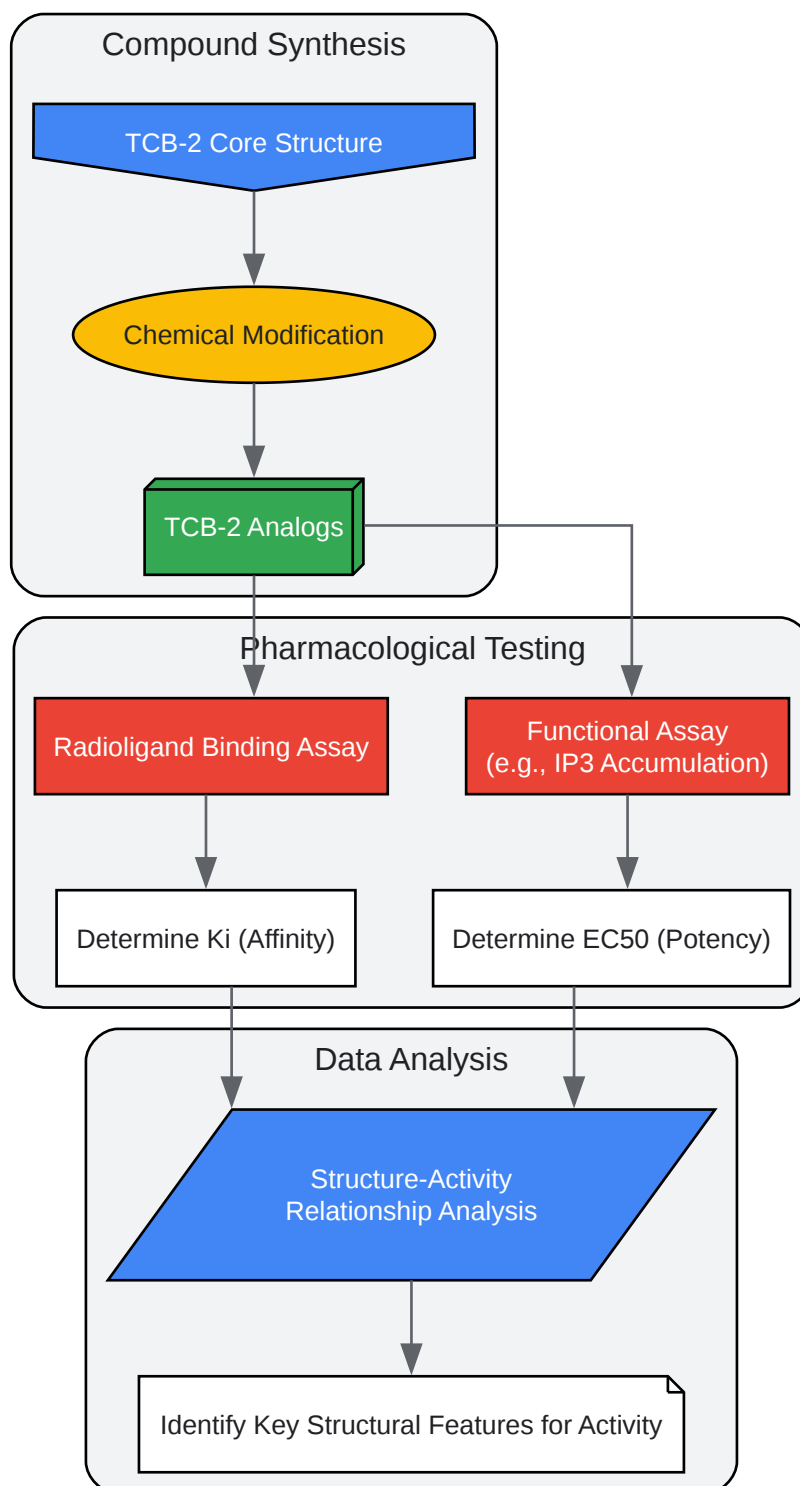 Compound Synthesis
TCB-2 Core Structure
Chemical Modification
TCB-2 Analogs
Pharmacological Testing
Radioligand Binding Assay
Functional Assay
(e.g., IP3 Accumulation)
Determine Ki (Affinity)
Determine EC50 (Potency)
Data Analysis
Structure-Activity
Relationship Analysis
Identify Key Structural Features for Activity